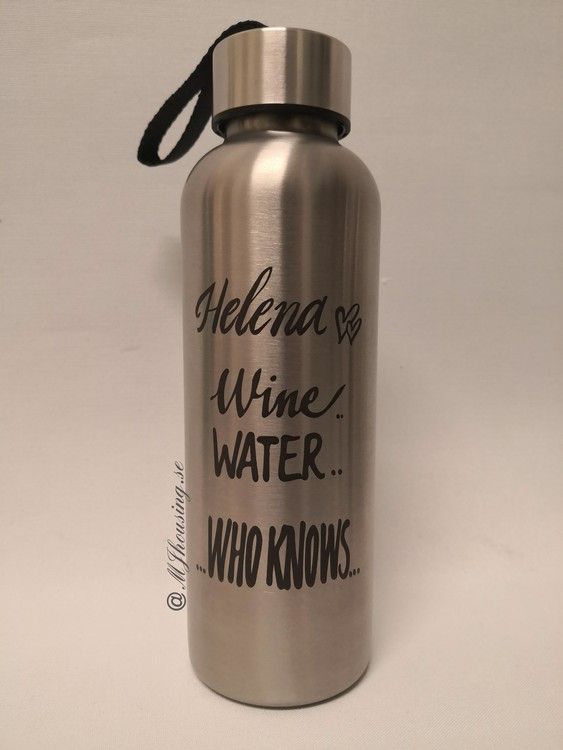 Helena
Wine..
WATER..
...WHO KNOWS...
@MJhousing.se